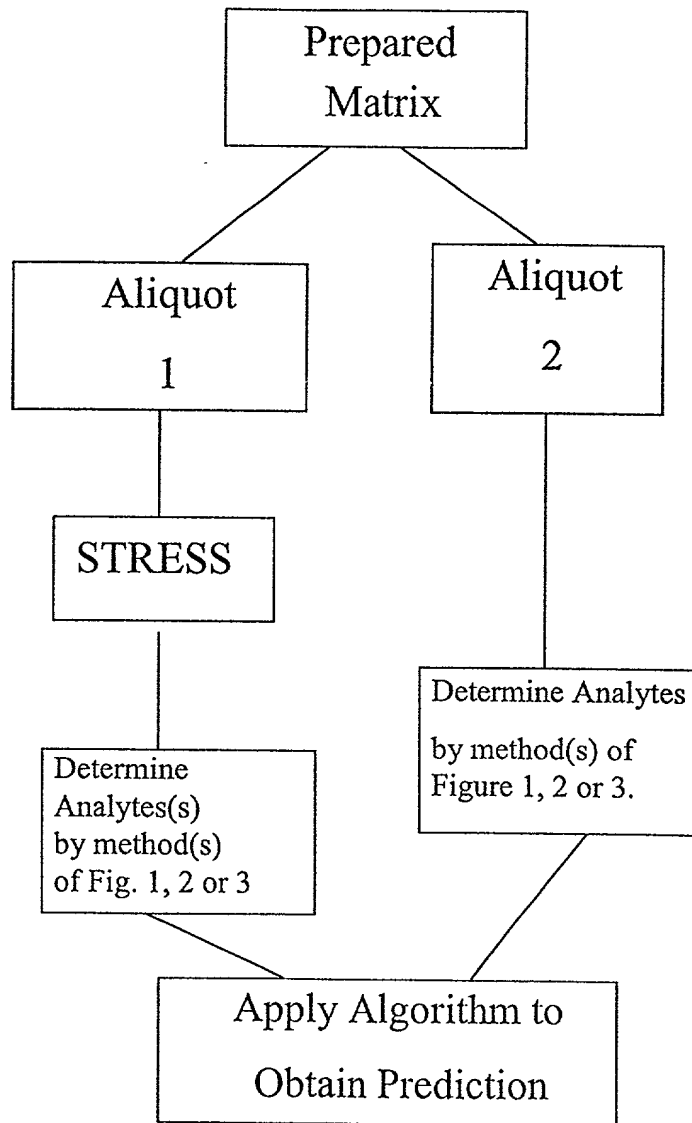 Prepared
Matrix
Aliquot
1
Aliquot
2
STRESS
Determine Analytes
by method(s) of
Figure 1, 2 or 3.
Determine
Analytes(s)
by method(s)
of Fig. 1, 2 or 3
Apply Algorithm to
Obtain Prediction